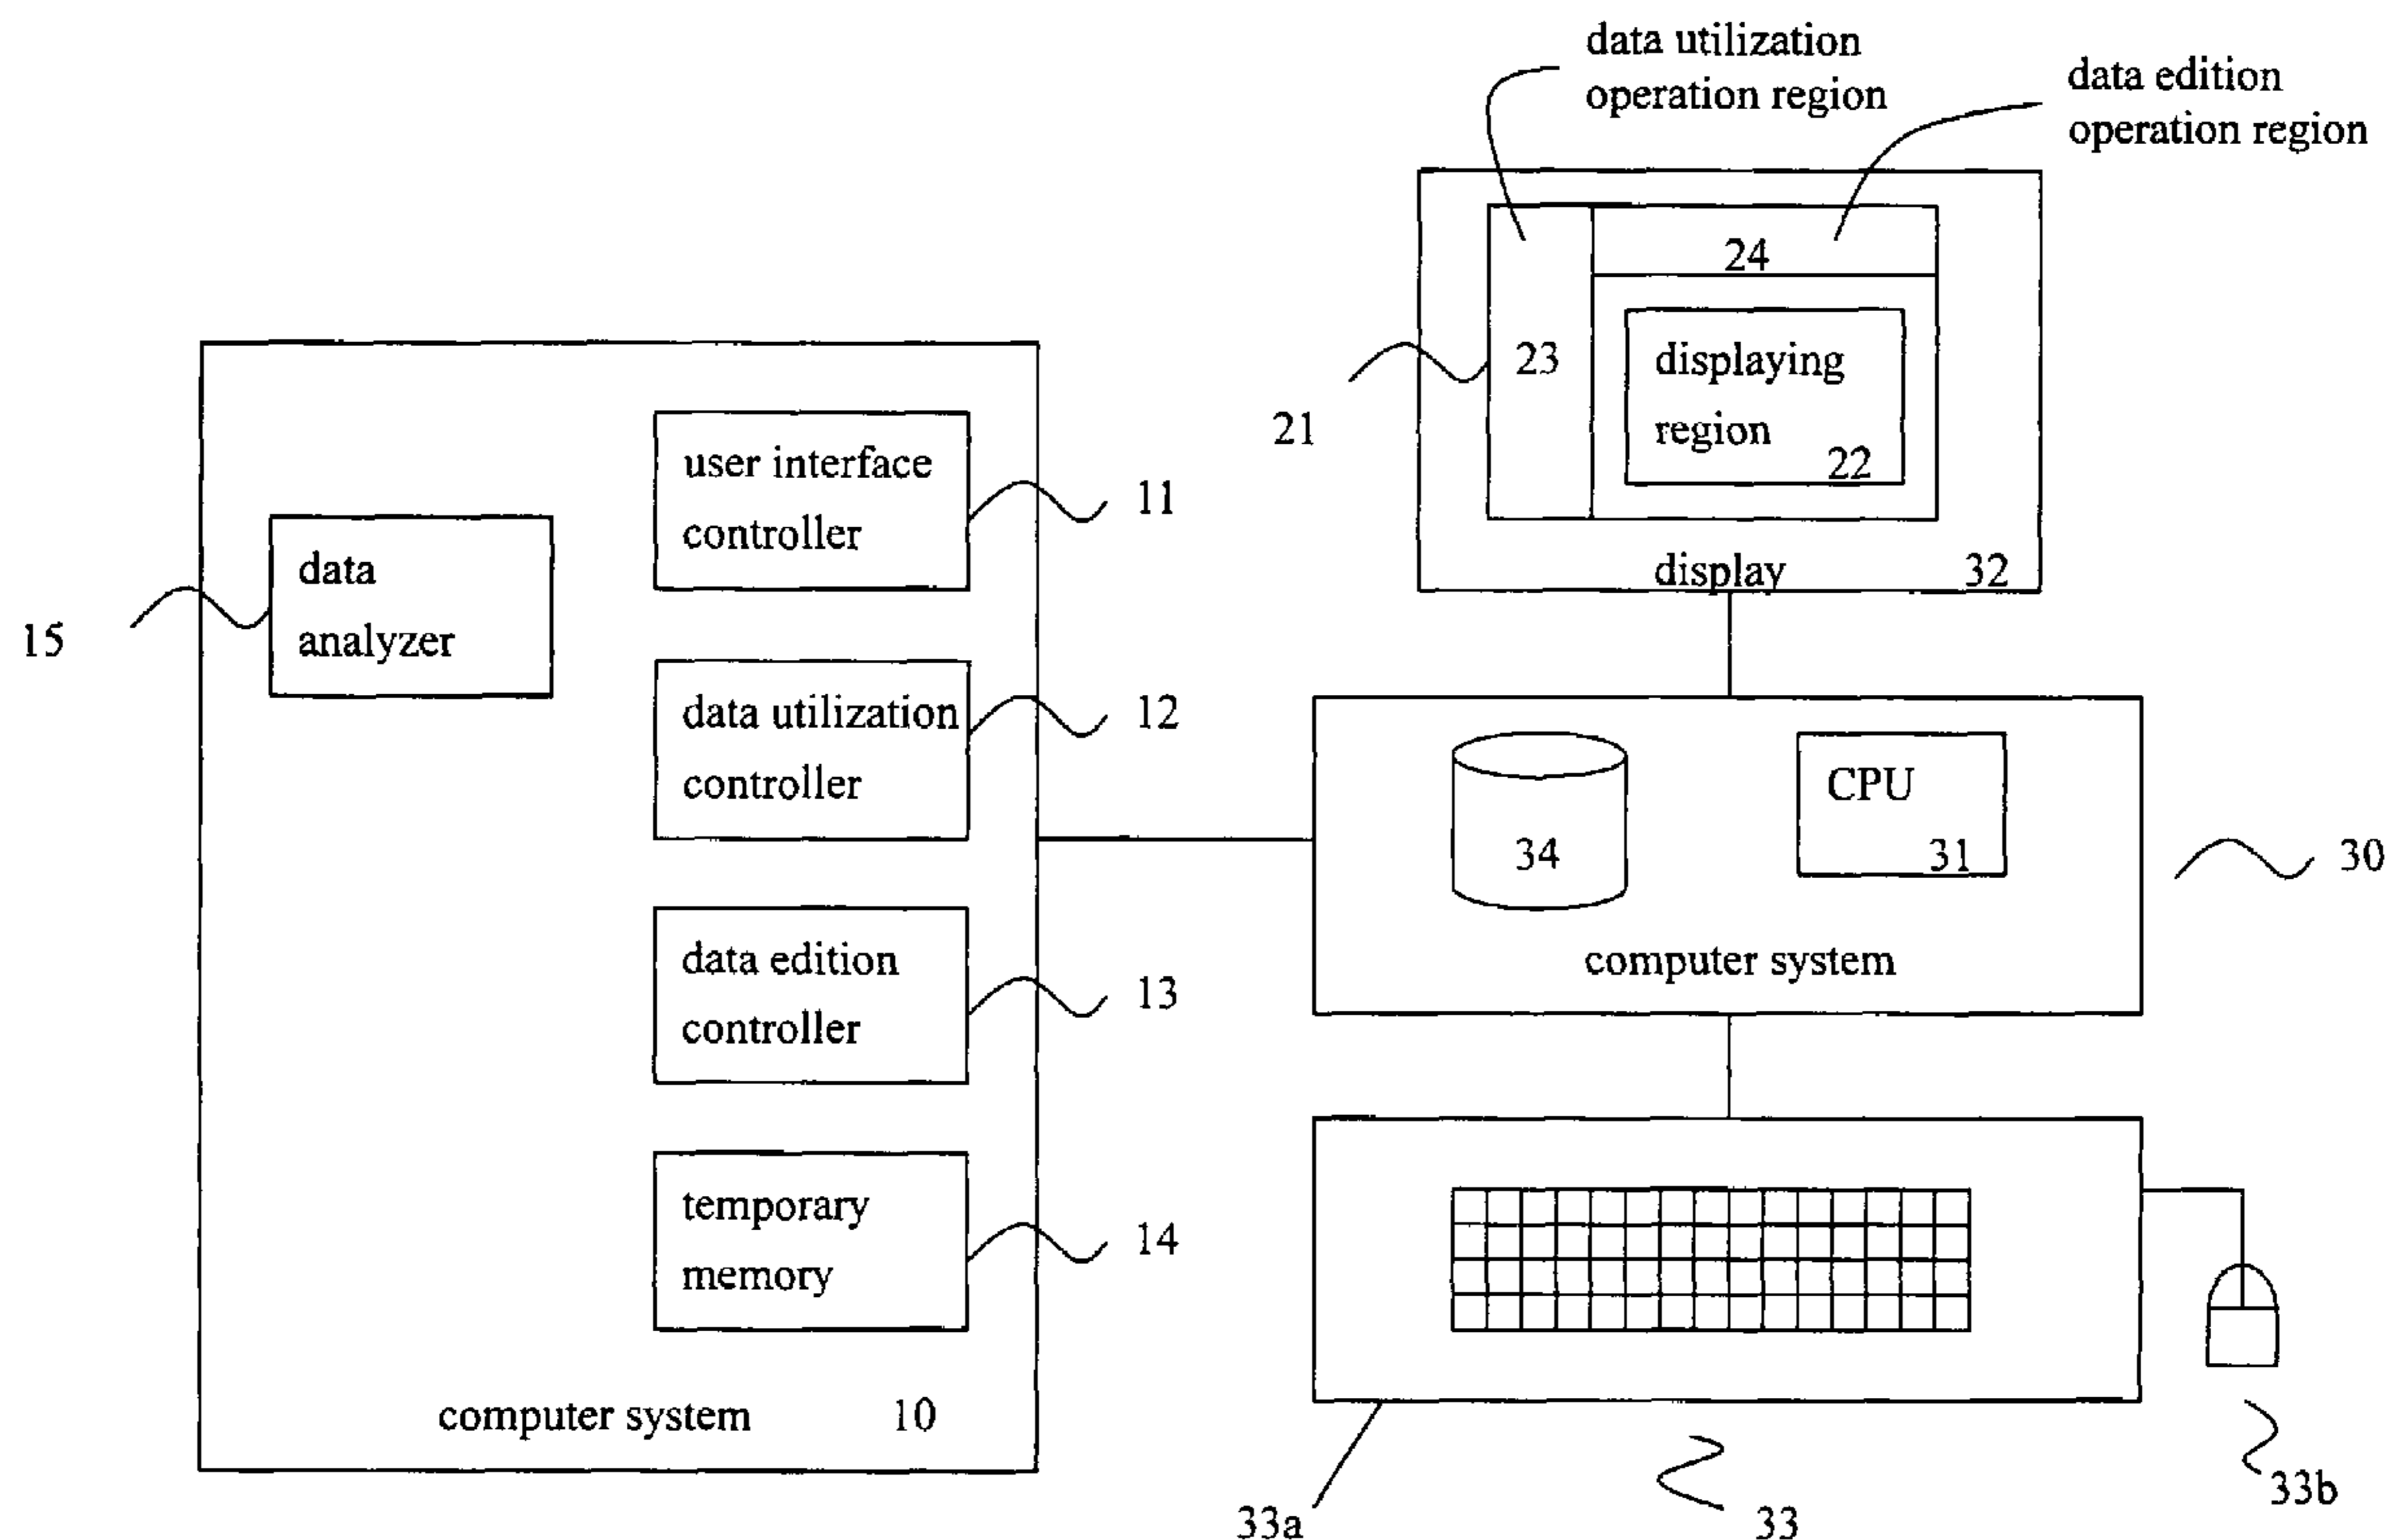 data utilization
operation region
data edition
operation region
24
23
displaying
region
22
21
display 32
user interface
controller
11
data
analyzer
15
data utilization
controller
12
data edition
controller
13
temporary
memory
14
computer system 10
34
CPU
31
computer system
30
33a
33
33b